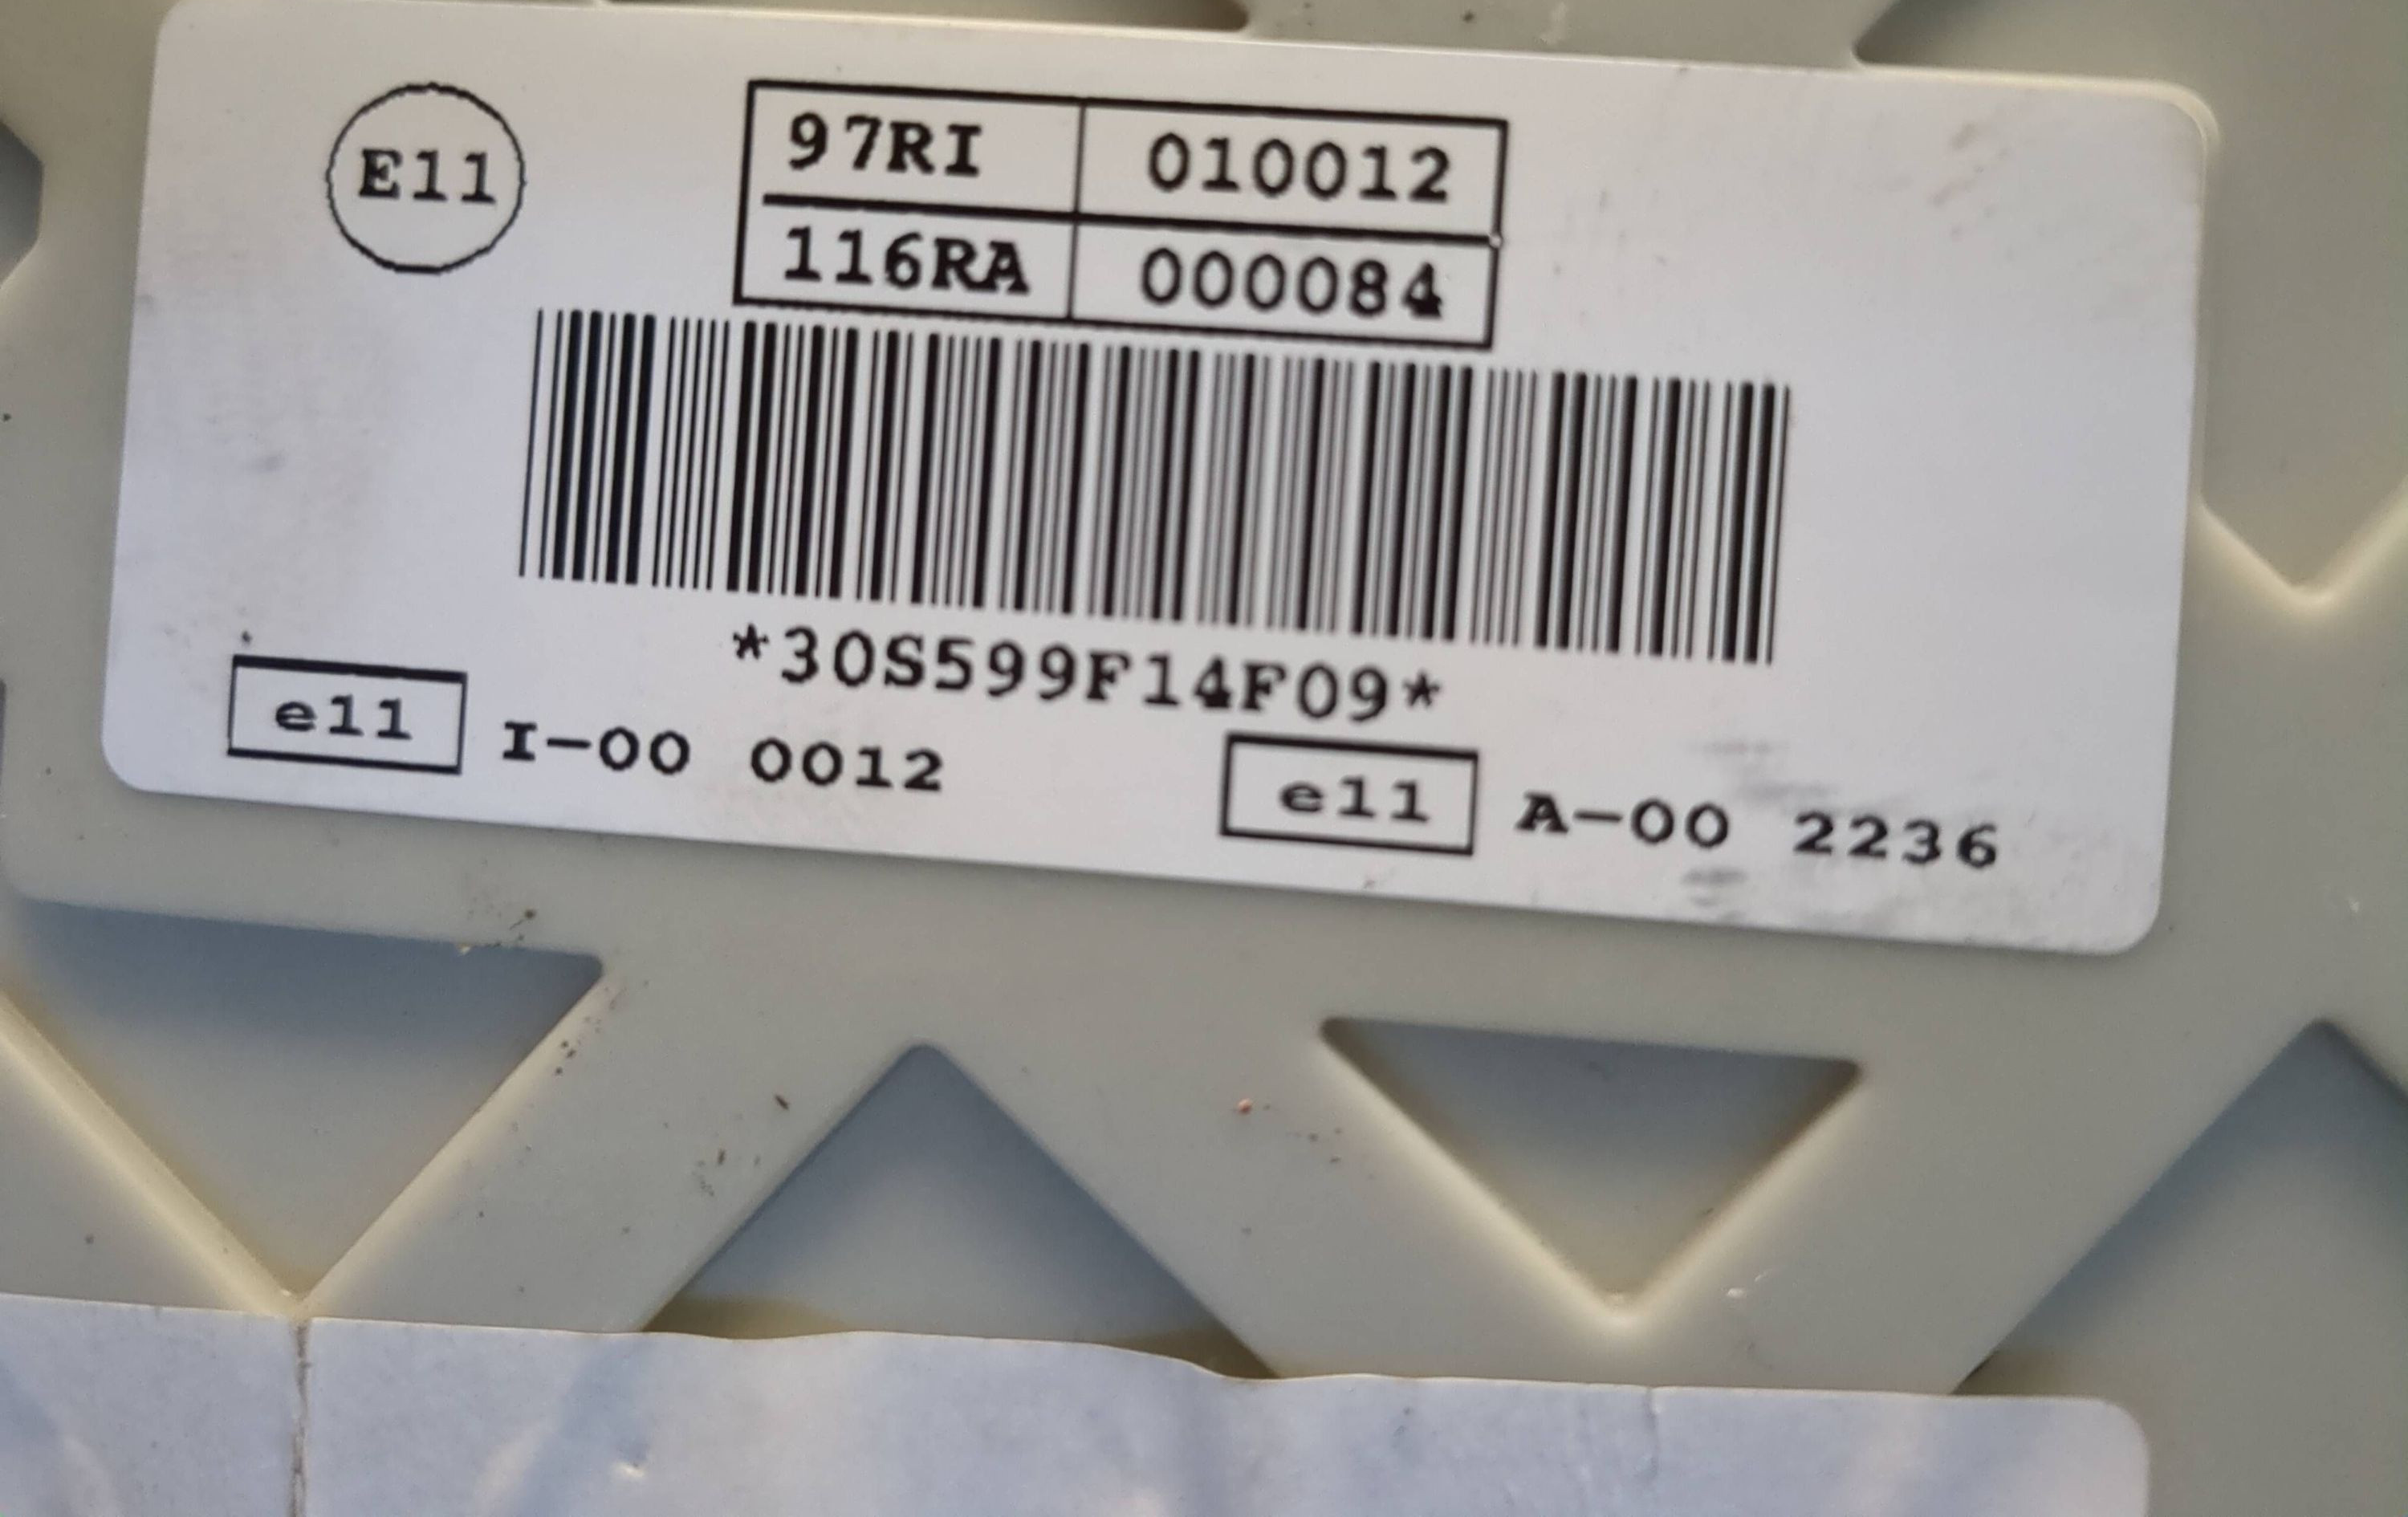 E11
97RI 010012
116RA 000084
*30S599F14F09*
e11 I-00 0012
e11 A-00 2236